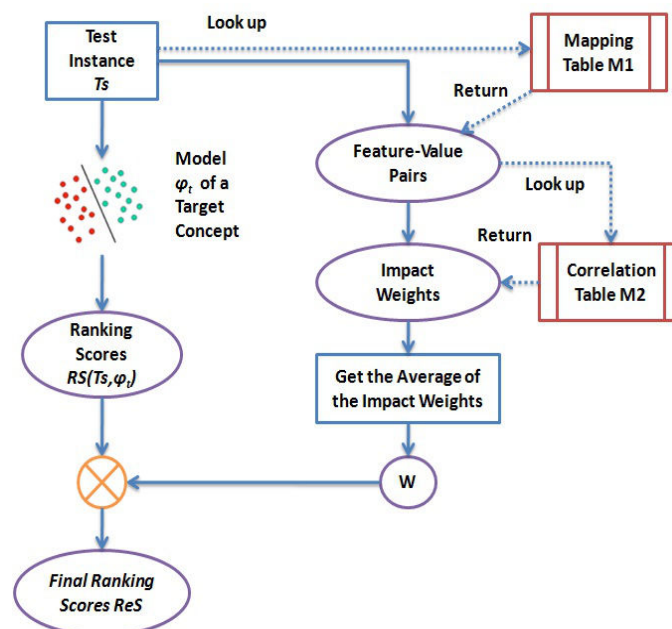 Test
Instance
Ts
Look up
Mapping
Table M1
Return
Feature-Value
Pairs
Look up
Model
φt of a
Target
Concept
Return
Impact
Weights
Correlation
Table M2
Ranking
Scores
RS(Ts,φt)
Get the Average of
the Impact Weights
W
Final Ranking
Scores ReS